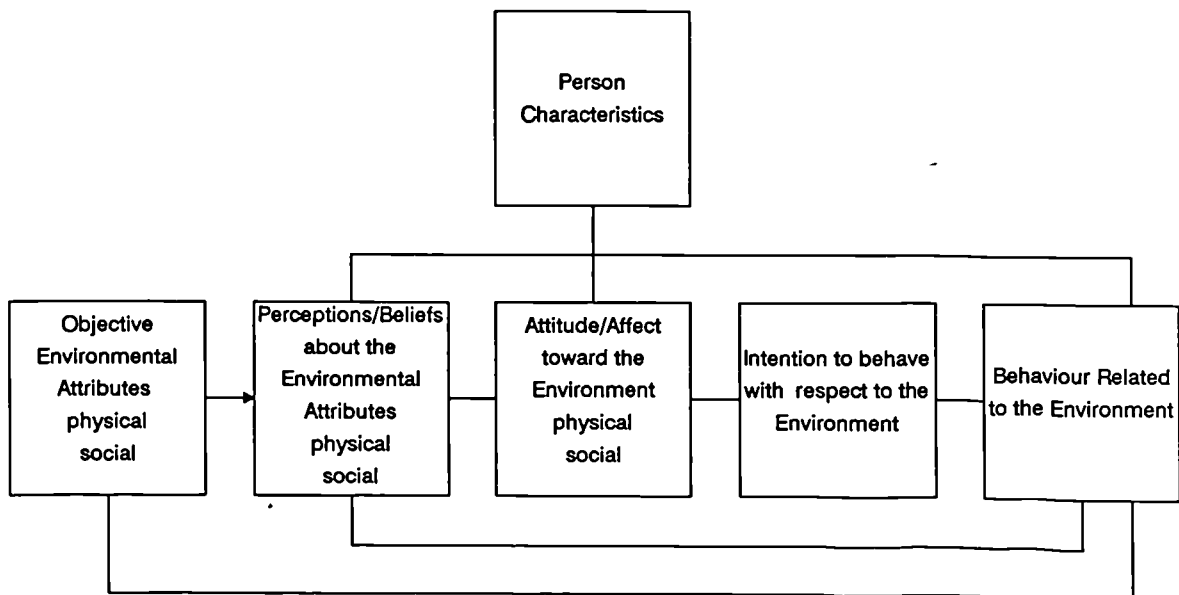 Person
Characteristics
Objective
Environmental
Attributes
physical
social
Perceptions/Beliefs
about the
Environmental
Attributes
physical
social
Attitude/Affect
toward the
Environment
physical
social
Intention to behave
with respect to the
Environment
Behaviour Related
to the Environment